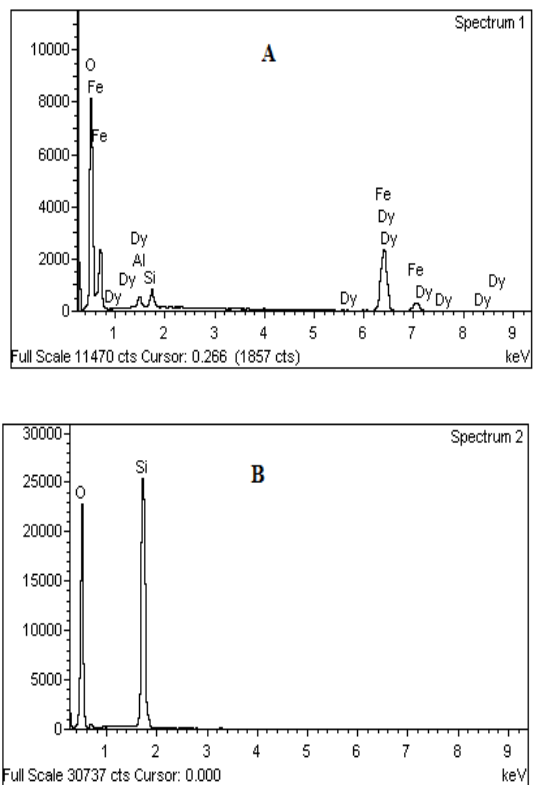 Spectrum 1
A
10000
8000
6000
4000
2000
0
O
Fe
Fe
Dy
Dy
Dy
Al
Si
Dy
Fe
Dy
Dy
Fe
Dy
Dy
Dy
Dy
1 2 3 4 5 6 7 8 9
Full Scale 11470 cts Cursor: 0.266 (1857 cts) keV
Spectrum 2
B
30000
25000
20000
15000
10000
5000
0
O
Si
1 2 3 4 5 6 7 8 9
Full Scale 30737 cts Cursor: 0.000 keV